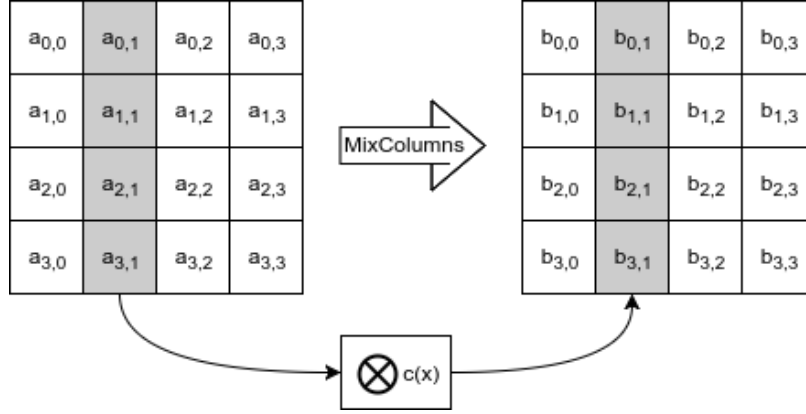 a0,0 a0,1 a0,2 a0,3 b0,0 b0,1 b0,2 b0,3
a1,0 a1,1 a1,2 a1,3 b1,0 b1,1 b1,2 b1,3
MixColumns
a2,0 a2,1 a2,2 a2,3 b2,0 b2,1 b2,2 b2,3
a3,0 a3,1 a3,2 a3,3 b3,0 b3,1 b3,2 b3,3
⊗ c(x)